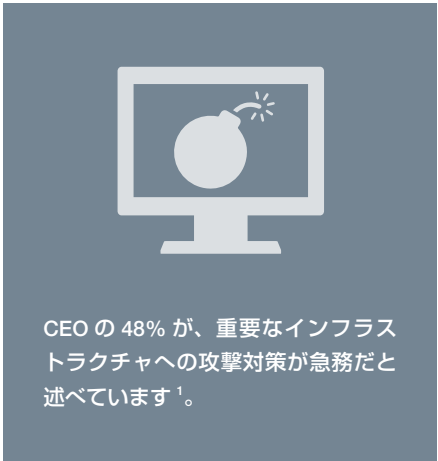 CEO の 48% が、重要なインフラス
トラクチャへの攻撃対策が急務だと
述べています ¹。